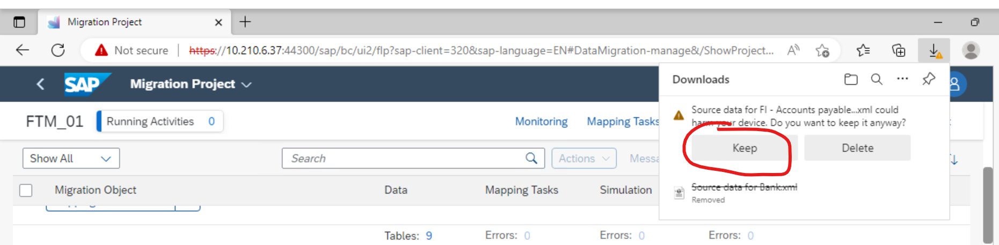 Migration Project
Not secure | https://10.210.6.37:44300/sap/bc/ui2/flp?sap-client=320&sap-language=EN#DataMigration-manage&/ShowProject...
SAP Migration Project
Downloads
FTM_01 Running Activities 0 Monitoring Mapping Tasks
Source data for FI - Accounts payable...xml could
harm your device. Do you want to keep it anyway?
Keep Delete
Show All Search Actions Messa
Migration Object Data Mapping Tasks Simulation
Source data for Bank.xml
Removed
Tables: 9 Errors: 0 Errors: 0 Errors: 0